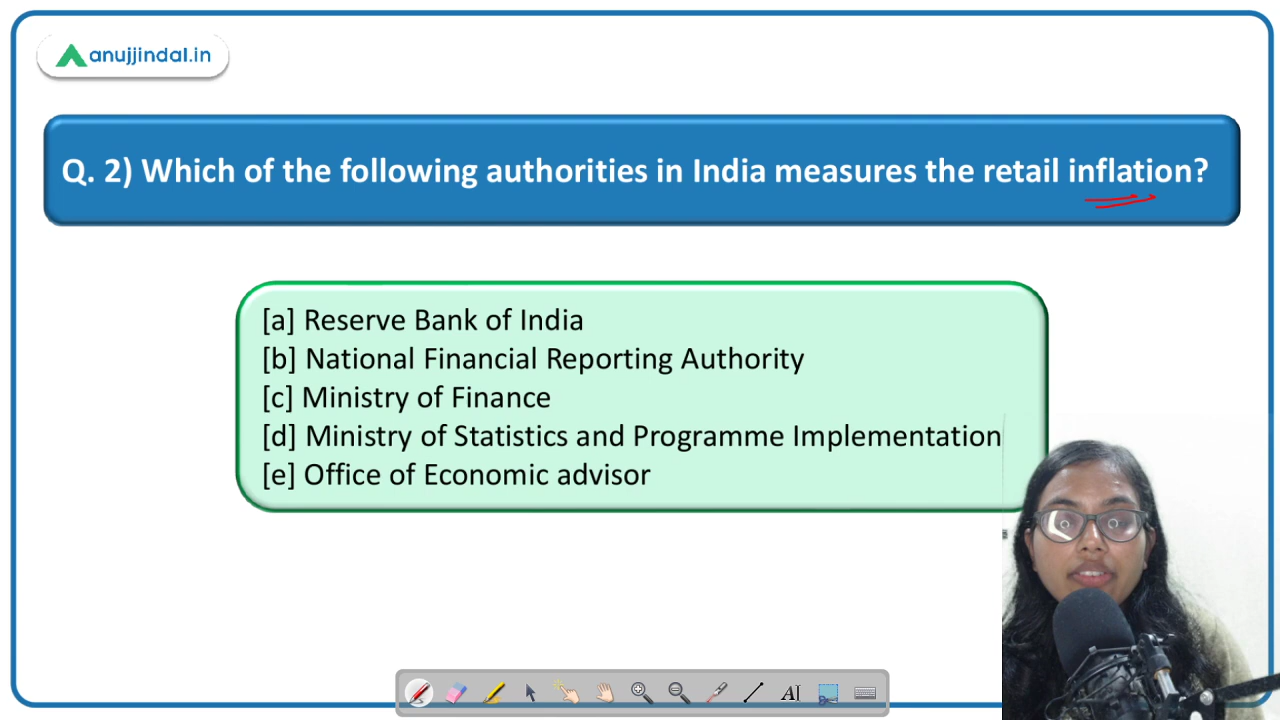 anujjindal.in
Q. 2) Which of the following authorities in India measures the retail inflation?
[a] Reserve Bank of India
[b] National Financial Reporting Authority
[c] Ministry of Finance
[d] Ministry of Statistics and Programme Implementation
[e] Office of Economic advisor
A